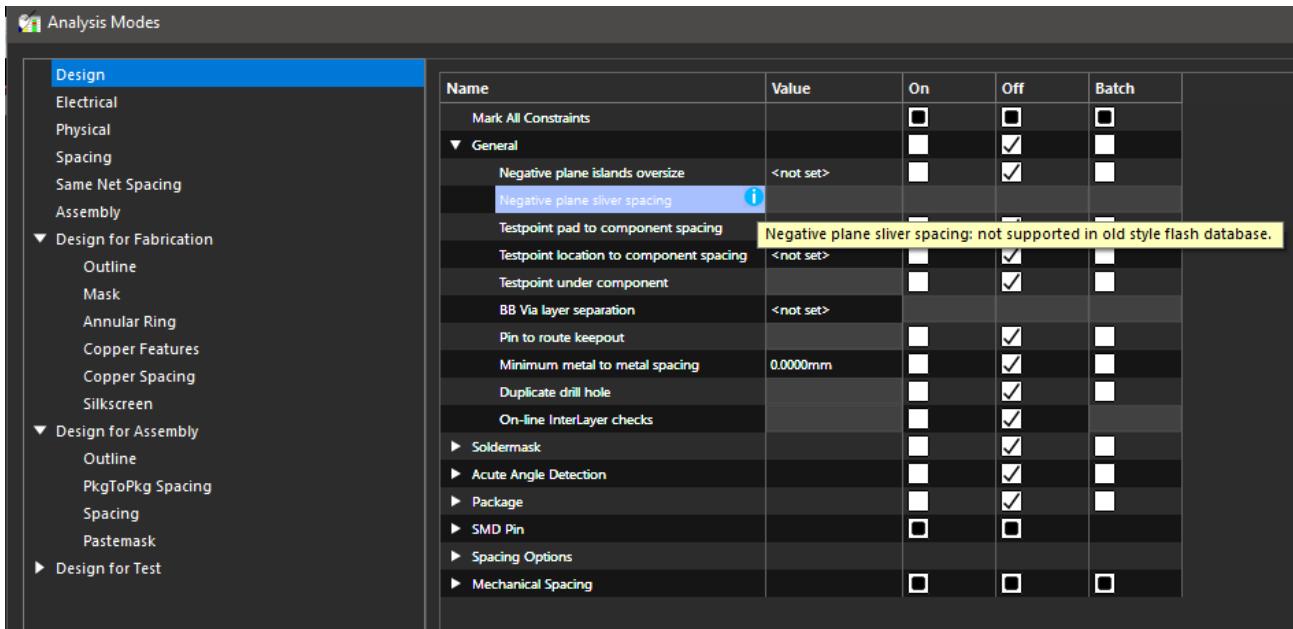 Analysis Modes
Design
Electrical
Physical
Spacing
Same Net Spacing
Assembly
Design for Fabrication
Outline
Mask
Annular Ring
Copper Features
Copper Spacing
Silkscreen
Design for Assembly
Outline
PkgToPkg Spacing
Spacing
Pastemask
Design for Test
Name Value On Off Batch
Mark All Constraints
General
Negative plane islands oversize <not set>
Negative plane sliver spacing
Testpoint pad to component spacing
Negative plane sliver spacing: not supported in old style flash database.
Testpoint location to component spacing <not set>
Testpoint under component
BB Via layer separation <not set>
Pin to route keepout
Minimum metal to metal spacing 0.0000mm
Duplicate drill hole
On-line InterLayer checks
Soldermask
Acute Angle Detection
Package
SMD Pin
Spacing Options
Mechanical Spacing